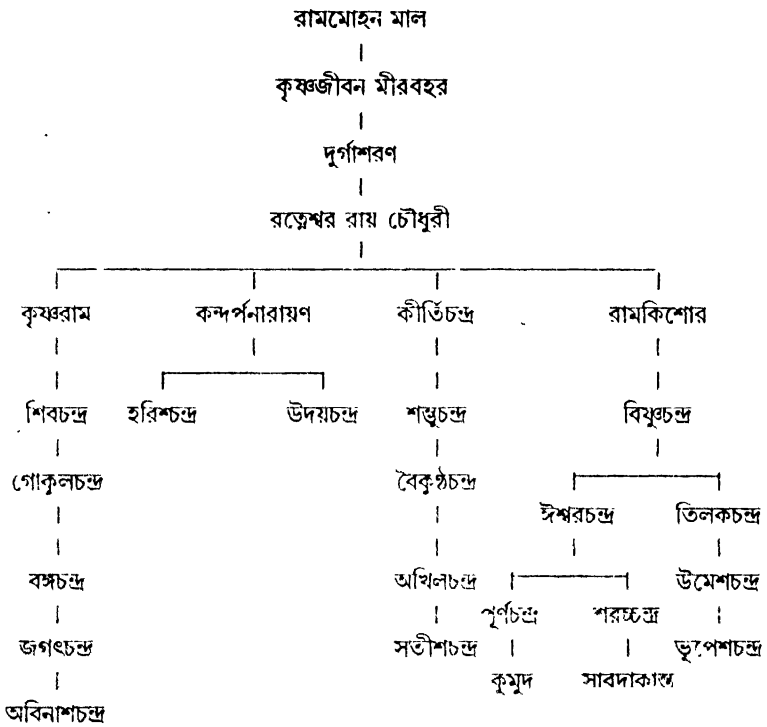 রামমোহন মাল
কৃষ্ণজীবন মীরবহর
দুর্গাশরণ
রত্নেশ্বর রায় চৌধুরী
কৃষ্ণরাম কন্দর্পনারায়ণ কীর্তিচন্দ্র রামকিশোর
শিবচন্দ্র হরিশ্চন্দ্র উদয়চন্দ্র শম্ভুচন্দ্র বিষ্ণুচন্দ্র
গোকুলচন্দ্র বৈকুণ্ঠচন্দ্র
ঈশ্বরচন্দ্র তিলকচন্দ্র
বঙ্গচন্দ্র অখিলচন্দ্র উমেশচন্দ্র
পূর্ণচন্দ্র শরচ্চন্দ্র
জগৎচন্দ্র সতীশচন্দ্র ভূপেশচন্দ্র
কুমুদ সাবদাকান্ত
অবিনাশচন্দ্র